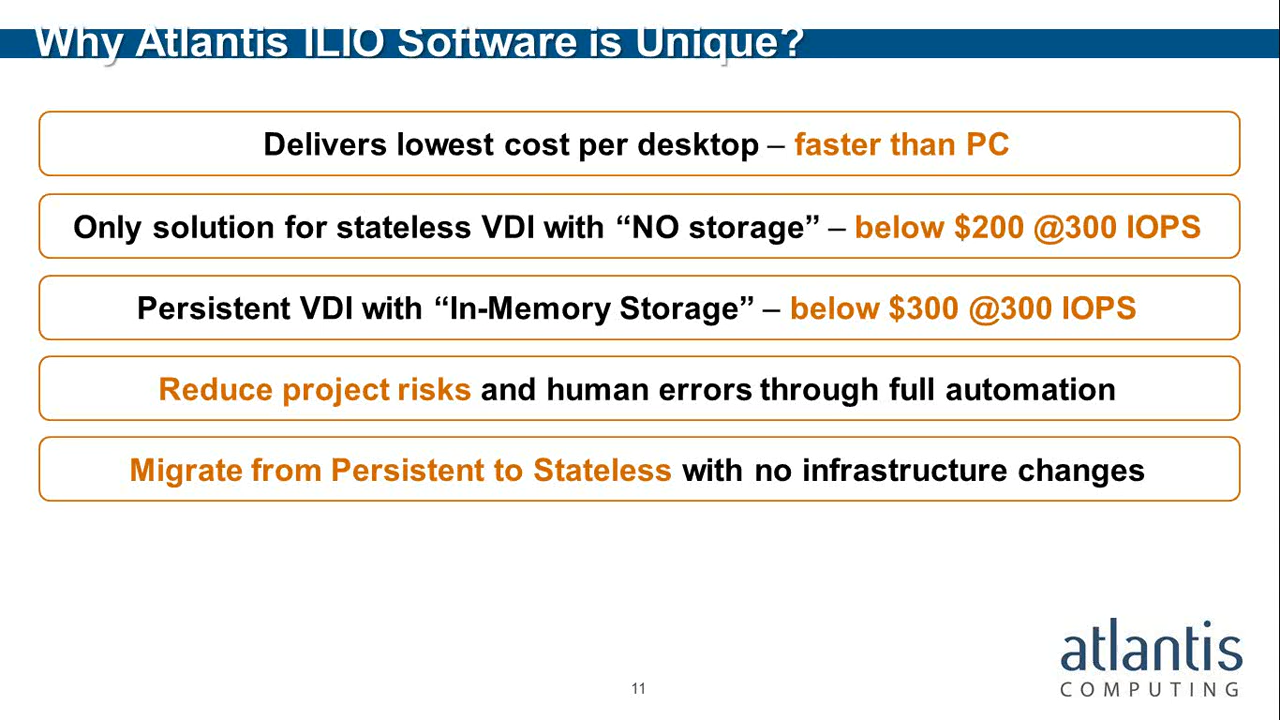 Why Atlantis ILIO Software is Unique?
Delivers lowest cost per desktop – faster than PC
Only solution for stateless VDI with “NO storage” – below $200 @300 IOPS
Persistent VDI with “In-Memory Storage” – below $300 @300 IOPS
Reduce project risks and human errors through full automation
Migrate from Persistent to Stateless with no infrastructure changes
atlantis
COMPUTING
11